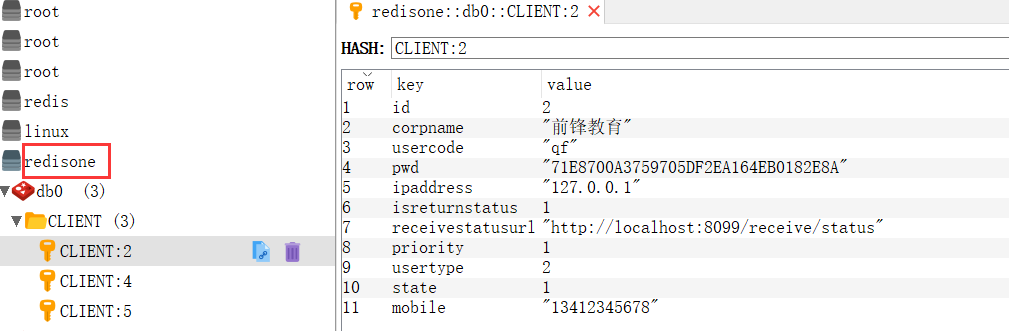 root
root
root
redis
linux
redisone
db0 (3)
CLIENT (3)
CLIENT:2
CLIENT:4
CLIENT:5
redisone::db0::CLIENT:2
HASH: CLIENT:2
row key value
1 id 2
2 corpname "前锋教育"
3 usercode "qf"
4 pwd "71E8700A3759705DF2EA164EB0182E8A"
5 ipaddress "127.0.0.1"
6 isreturnstatus 1
7 receivestatusurl "http://localhost:8099/receive/status"
8 priority 1
9 usertype 2
10 state 1
11 mobile "13412345678"